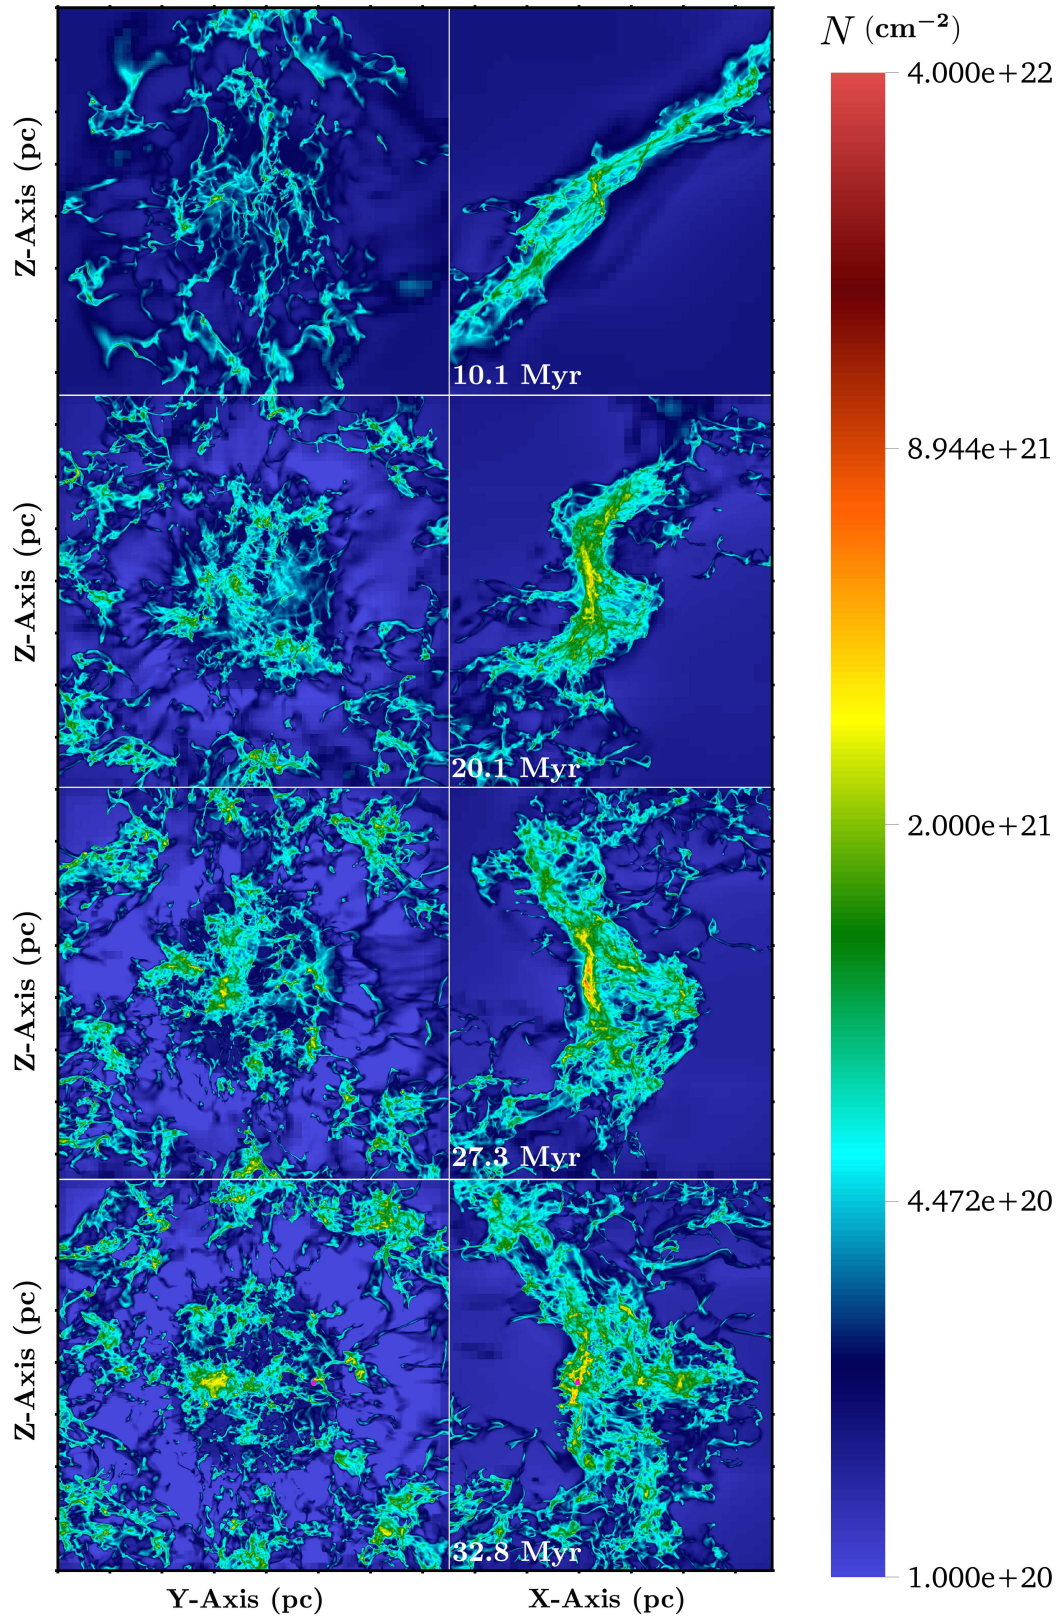 N (cm⁻²)
4.000e+22
Z-Axis (pc)
10.1 Myr
8.944e+21
Z-Axis (pc)
20.1 Myr
2.000e+21
Z-Axis (pc)
27.3 Myr
4.472e+20
Z-Axis (pc)
32.8 Myr
1.000e+20
Y-Axis (pc) X-Axis (pc)